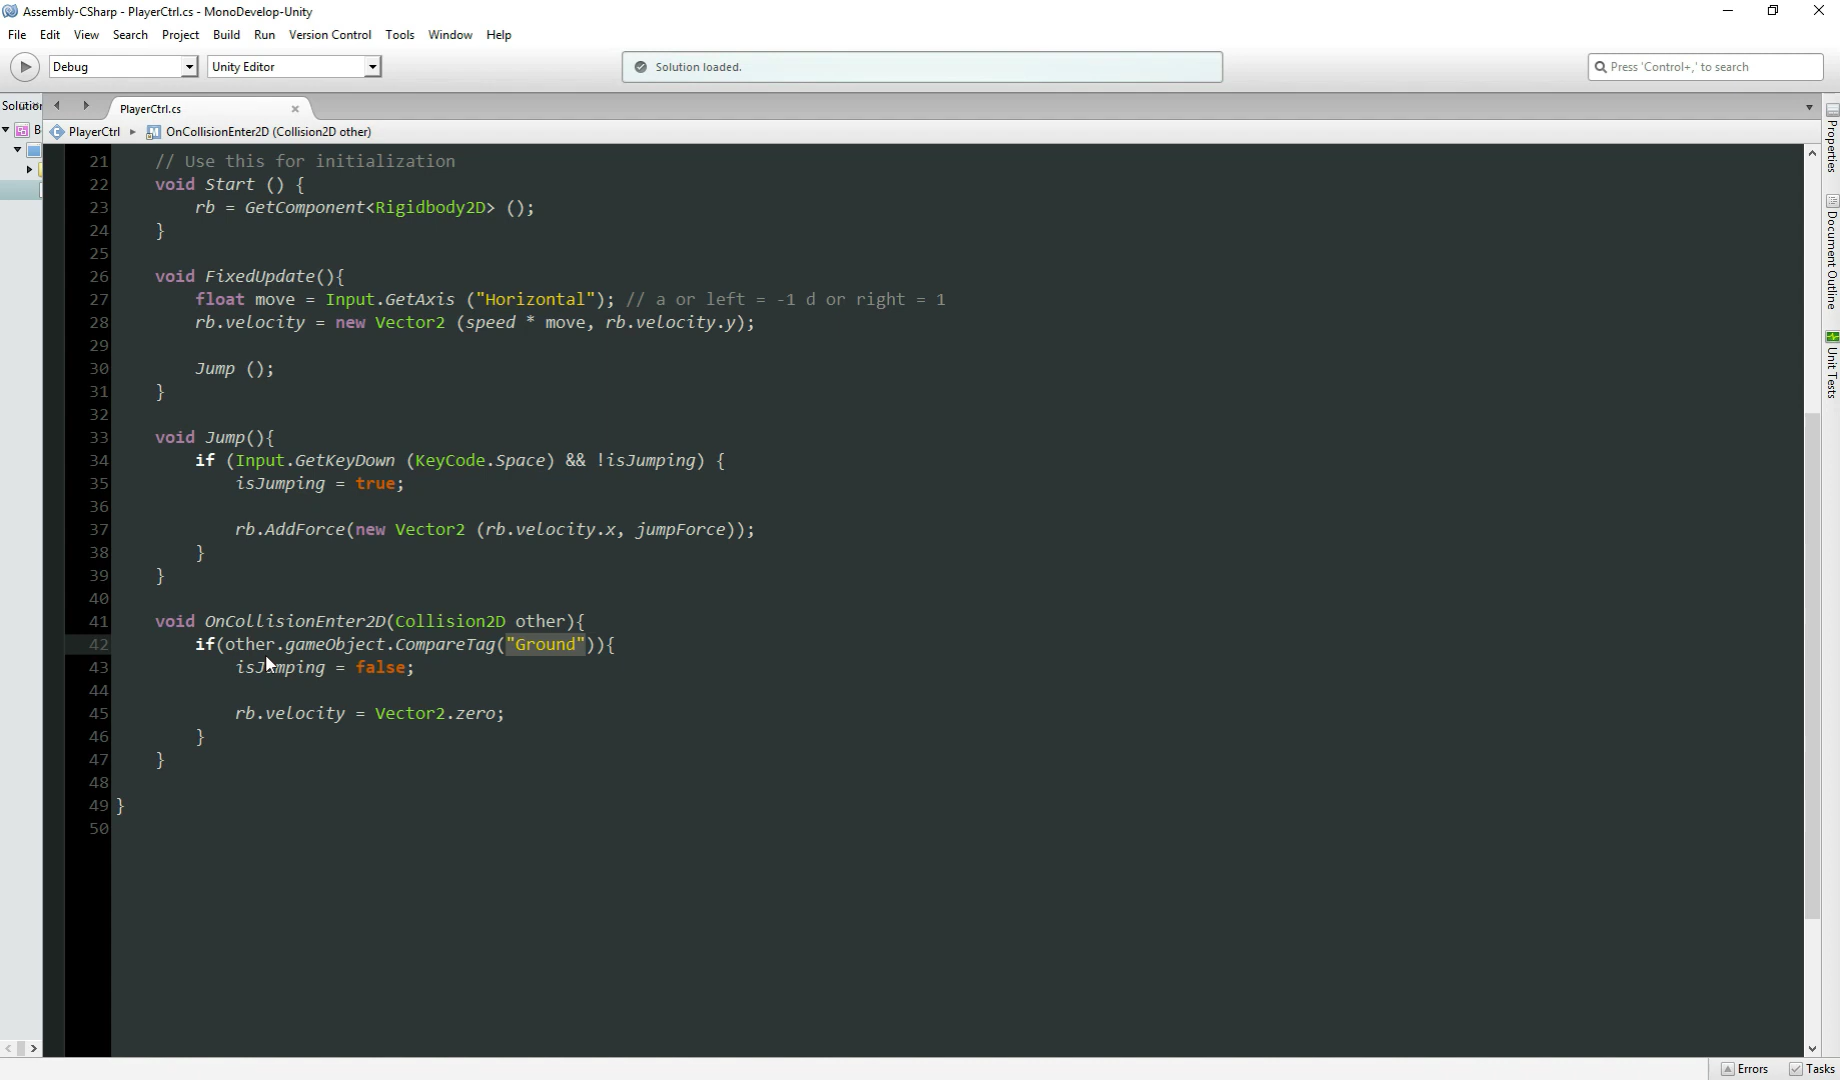 Assembly-CSharp - PlayerCtrl.cs - MonoDevelop-Unity
File Edit View Search Project Build Run Version Control Tools Window Help
Debug Unity Editor Solution loaded. Press 'Control+,' to search
Solution PlayerCtrl.cs
B PlayerCtrl OnCollisionEnter2D (Collision2D other)
21 // Use this for initialization
22 void Start () {
23 rb = GetComponent<Rigidbody2D> ();
24 }
25
26 void FixedUpdate(){
27 float move = Input.GetAxis ("Horizontal"); // a or left = -1 d or right = 1
28 rb.velocity = new Vector2 (speed * move, rb.velocity.y);
29
30 Jump ();
31 }
32
33 void Jump(){
34 if (Input.GetKeyDown (KeyCode.Space) && !isJumping) {
35 isJumping = true;
36
37 rb.AddForce(new Vector2 (rb.velocity.x, jumpForce));
38 }
39 }
40
41 void OnCollisionEnter2D(Collision2D other){
42 if(other.gameObject.CompareTag("Ground")){
43 isJumping = false;
44
45 rb.velocity = Vector2.zero;
46 }
47 }
48
49 }
50
Properties
Document Outline
Unit Tests
Errors Tasks